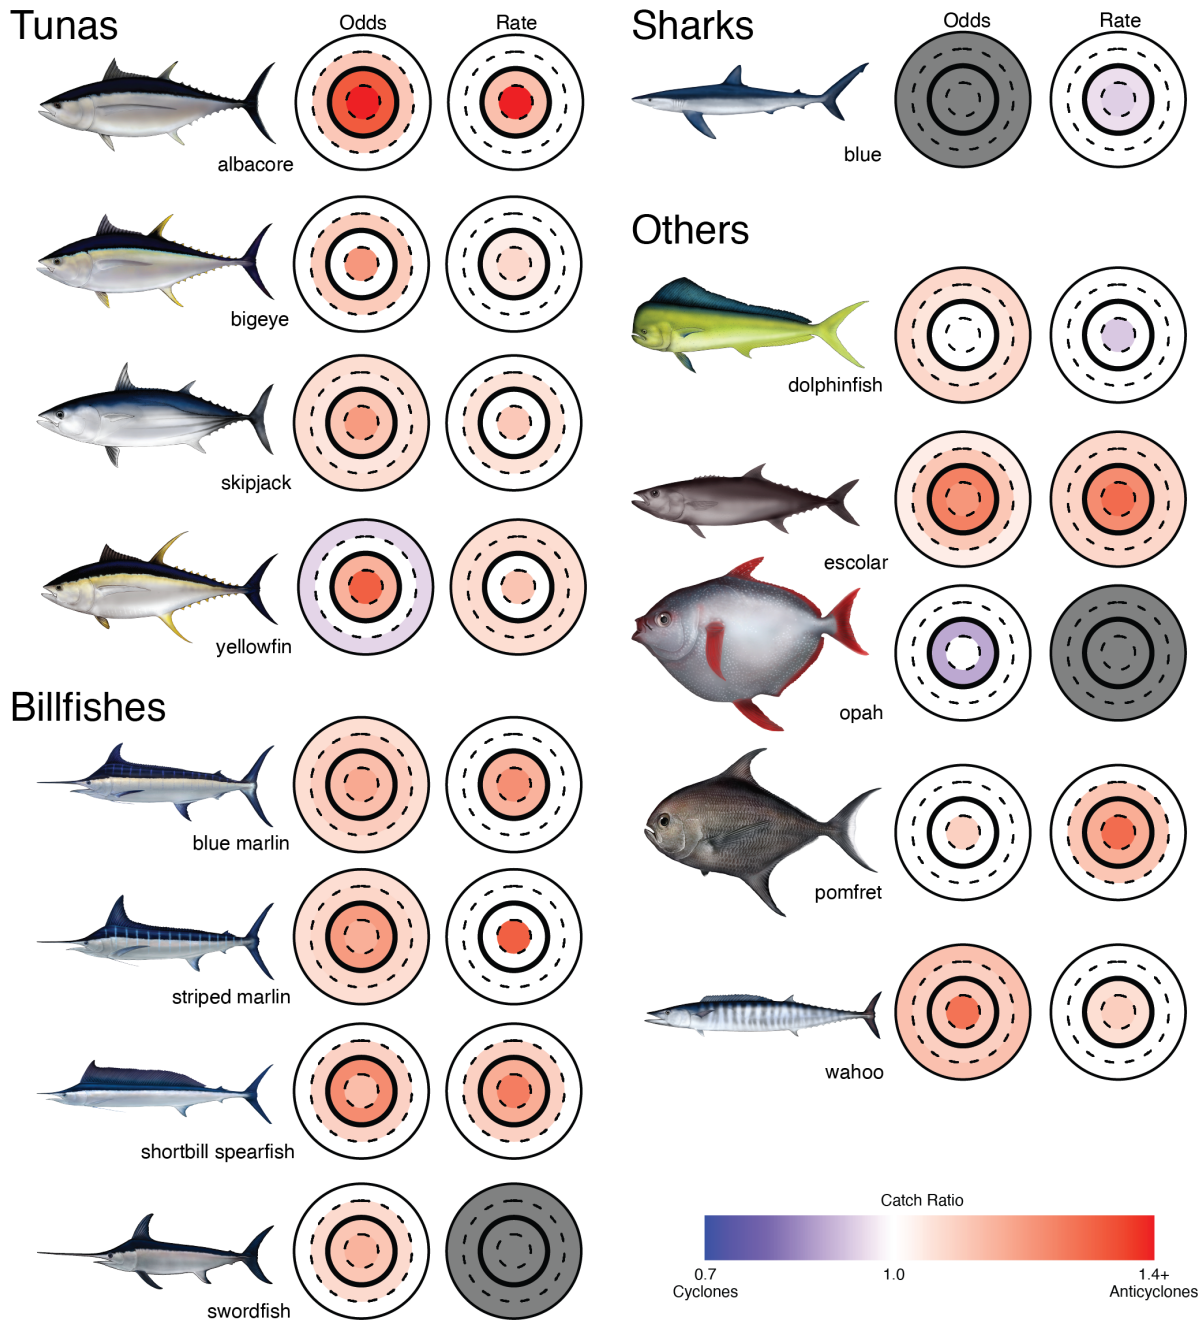 Tunas
Odds
Rate
albacore
bigeye
skipjack
yellowfin
Billfishes
blue marlin
striped marlin
shortbill spearfish
swordfish
Sharks
Odds
Rate
blue
Others
dolphinfish
escolar
opah
pomfret
wahoo
Catch Ratio
0.7
1.0
1.4+
Cyclones
Anticyclones